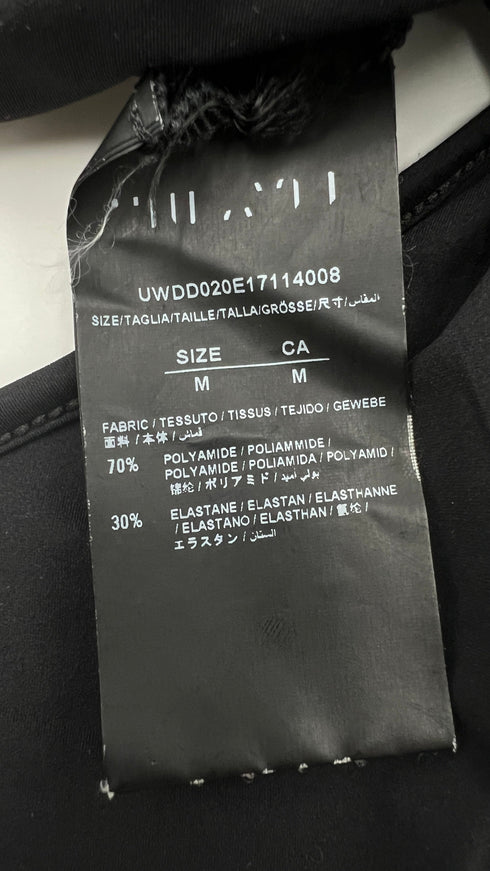 UWDD020E17114008
SIZE/TAGLIA/TAILLE/TALLA/GRÖSSE/尺寸/المقاس
SIZE CA
M M
FABRIC / TESSUTO / TISSUS / TEJIDO / GEWEBE
面料 / 本体 / قماش
70% POLYAMIDE / POLIAMMIDE /
POLYAMIDE / POLIAMIDA / POLYAMID /
锦纶 / ポリアミド / بولي أميد
30% ELASTANE / ELASTAN / ELASTHANNE
/ ELASTANO / ELASTHAN / 氨纶 /
エラスタン / الستان